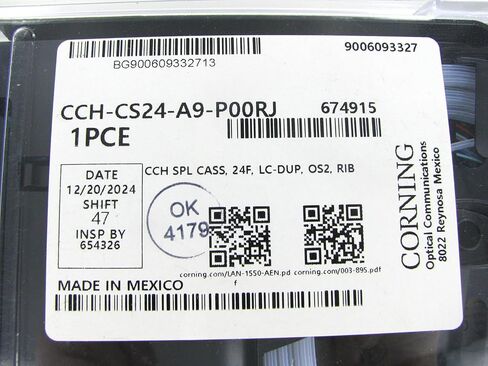 9006093327
BG900609332713
CCH-CS24-A9-P00RJ 674915
1PCE
CCH SPL CASS, 24F, LC-DUP, OS2, RIB
DATE
12/20/2024
SHIFT
47
INSP BY
654326
OK
4179
corning.com/LAN-1550-AEN.pdf
corning.com/003-895.pdf
MADE IN MEXICO
CORNING
Optical Communications
8022 Reynosa Mexico